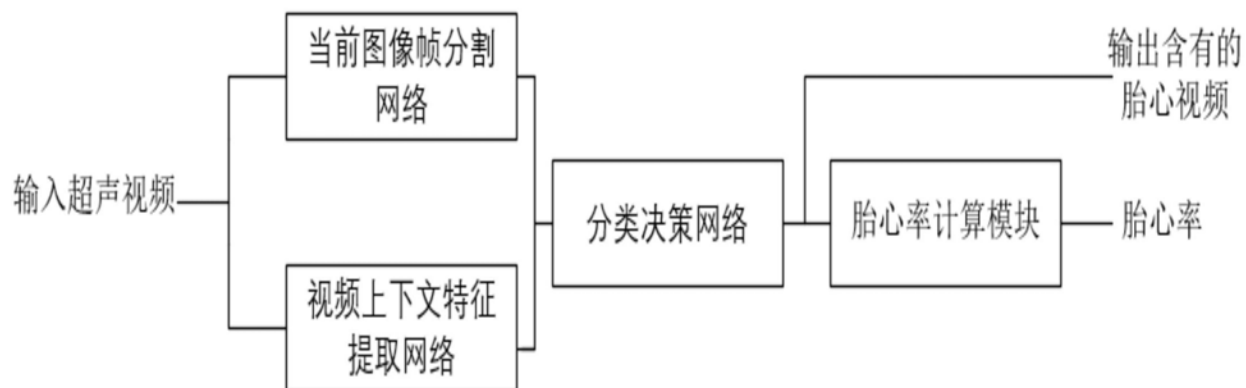 当前图像帧分割
网络
输出含有的
胎心视频
输入超声视频
分类决策网络
胎心率计算模块
胎心率
视频上下文特征
提取网络